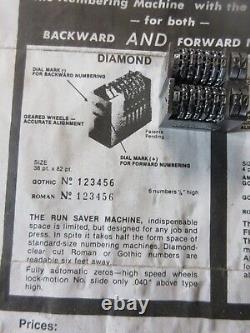 Numbering Machine with the
- for both -
BACKWARD AND FORWARD
DIAMOND
DIAL MARK (-)
FOR BACKWARD NUMBERING
GEARED WHEELS —
ACCURATE ALIGNMENT
Patents
Pending
DIAL MARK (+)
FOR FORWARD NUMBERING
SIZE
38 pt. x 82 pt.
GOTHIC Nº 123456
ROMAN Nº 123456
6 numbers ⅛" high
THE RUN SAVER MACHINE, indispensable
space is limited, but designed for any job and
press. In spite it takes half the form space of
standard-size numbering machines. Diamond-
clear cut Roman or Gothic numbers are
readable six feet away.
Fully automatic zeros—high speed wheels
lock-motion No. slide only .040" above type
high.
Prices: